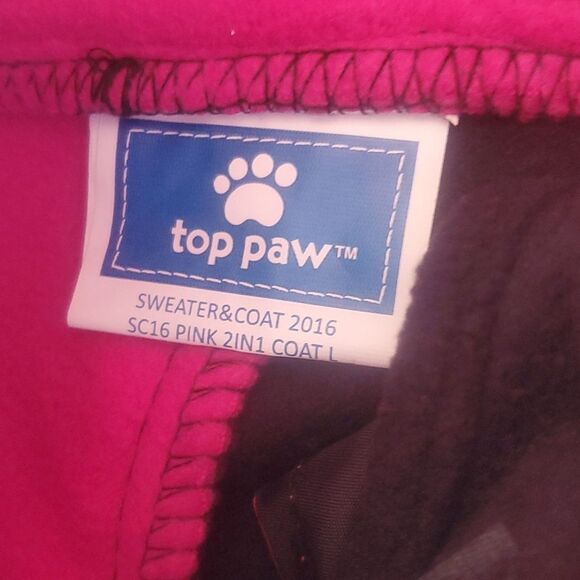 top paw™
SWEATER&COAT 2016
SC16 PINK 2IN1 COAT L